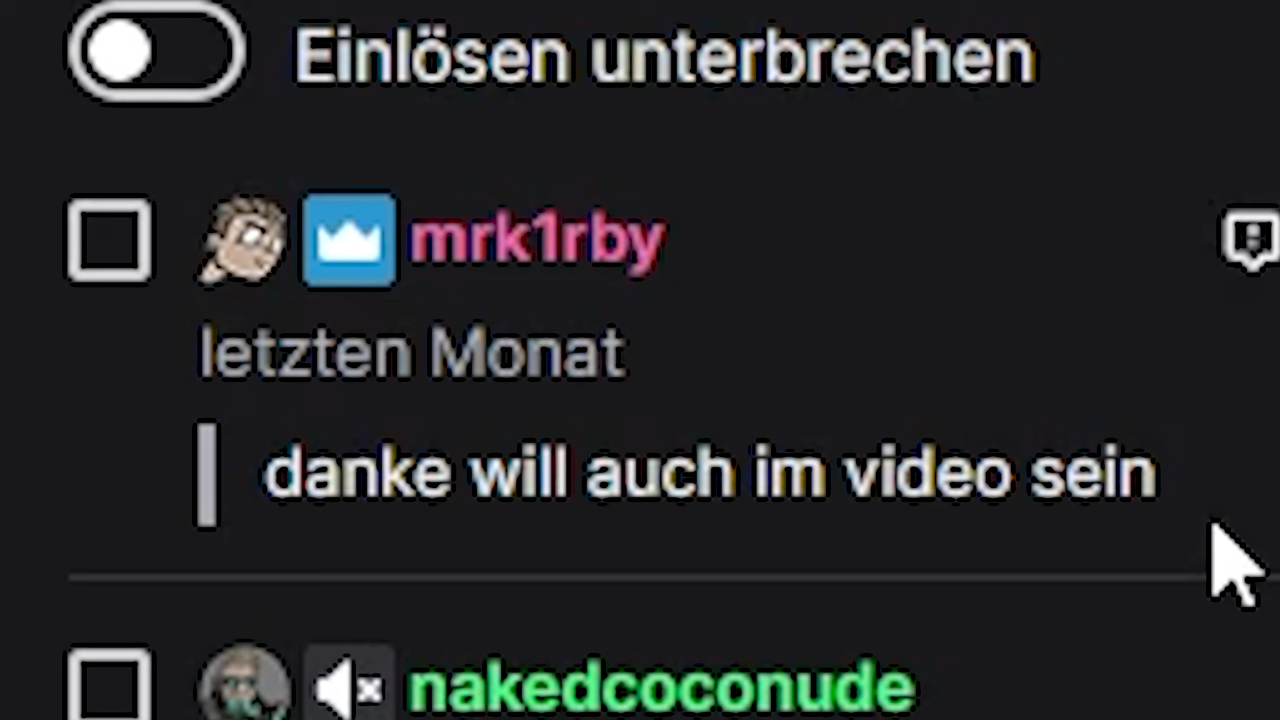 Einlösen unterbrechen
mrk1rby
letzten Monat
danke will auch im video sein
nakedcoconude